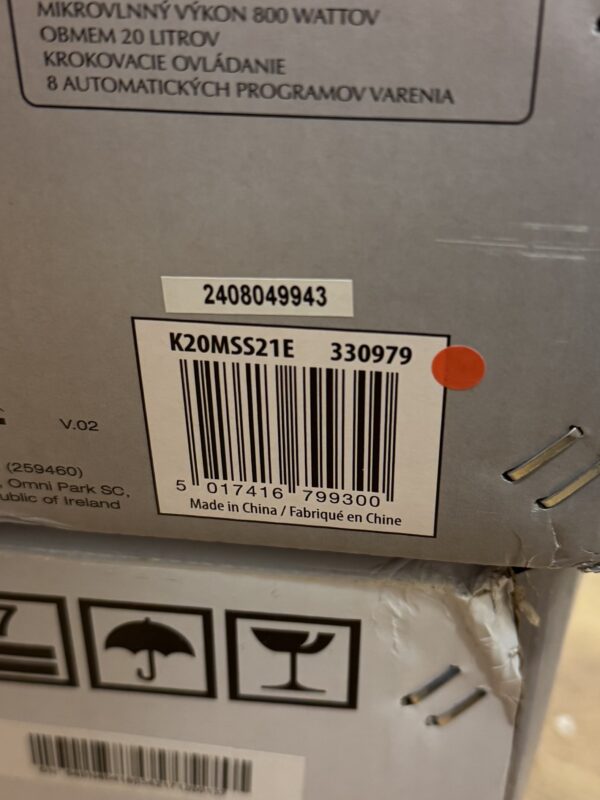 MIKROVLNNÝ VÝKON 800 WATTOV
OBMEM 20 LITROV
KROKOVACIE OVLÁDANIE
8 AUTOMATICKÝCH PROGRAMOV VARENIA
2408049943
K20MSS21E 330979
5 017416 799300
Made in China / Fabriqué en Chine
V.02
(259460)
, Omni Park SC,
ublic of Ireland
7